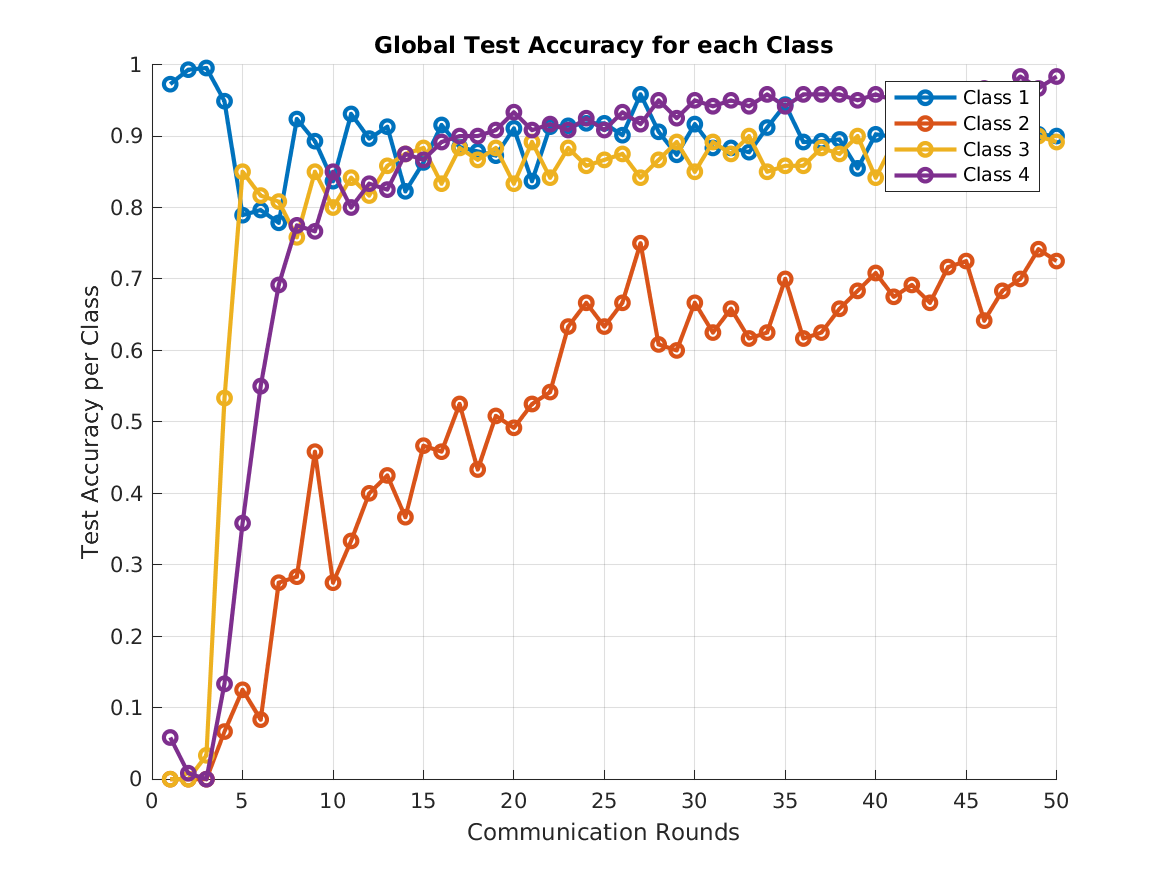 Global Test Accuracy for each Class
1
0.9
0.8
0.7
0.6
0.5
0.4
0.3
0.2
0.1
0
Test Accuracy per Class
Class 1
Class 2
Class 3
Class 4
0 5 10 15 20 25 30 35 40 45 50
Communication Rounds